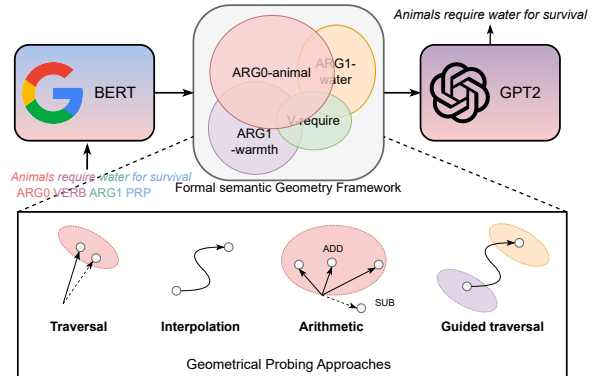 Animals require water for survival
BERT
ARG0-animal
ARG1-
water
V-require
ARG1
-warmth
GPT2
Animals require water for survival
ARG0 VERB ARG1 PRP
Formal semantic Geometry Framework
ADD
SUB
Traversal
Interpolation
Arithmetic
Guided traversal
Geometrical Probing Approaches